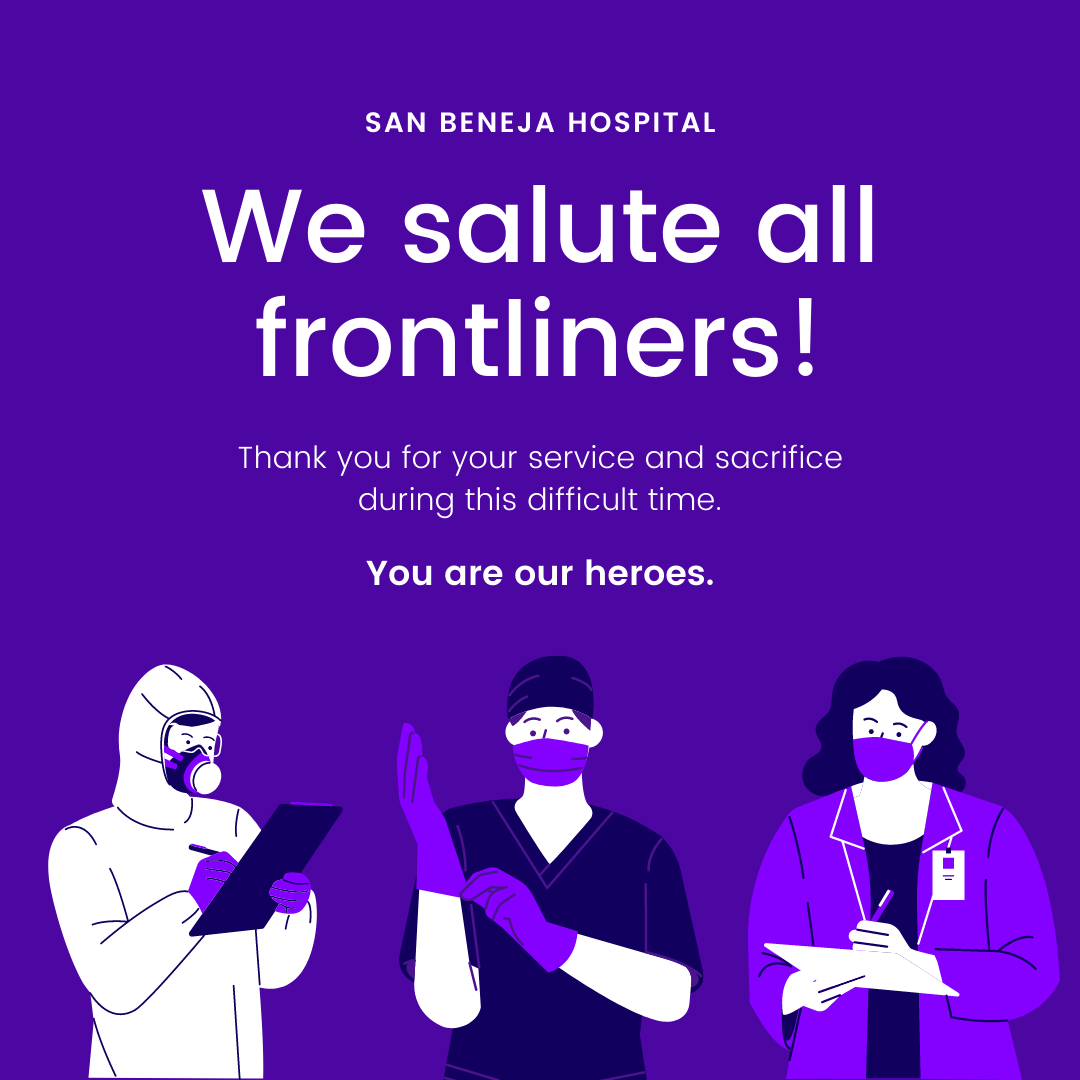 SAN BENEJA HOSPITAL
We salute all
frontliners!
Thank you for your service and sacrifice
during this difficult time.
You are our heroes.